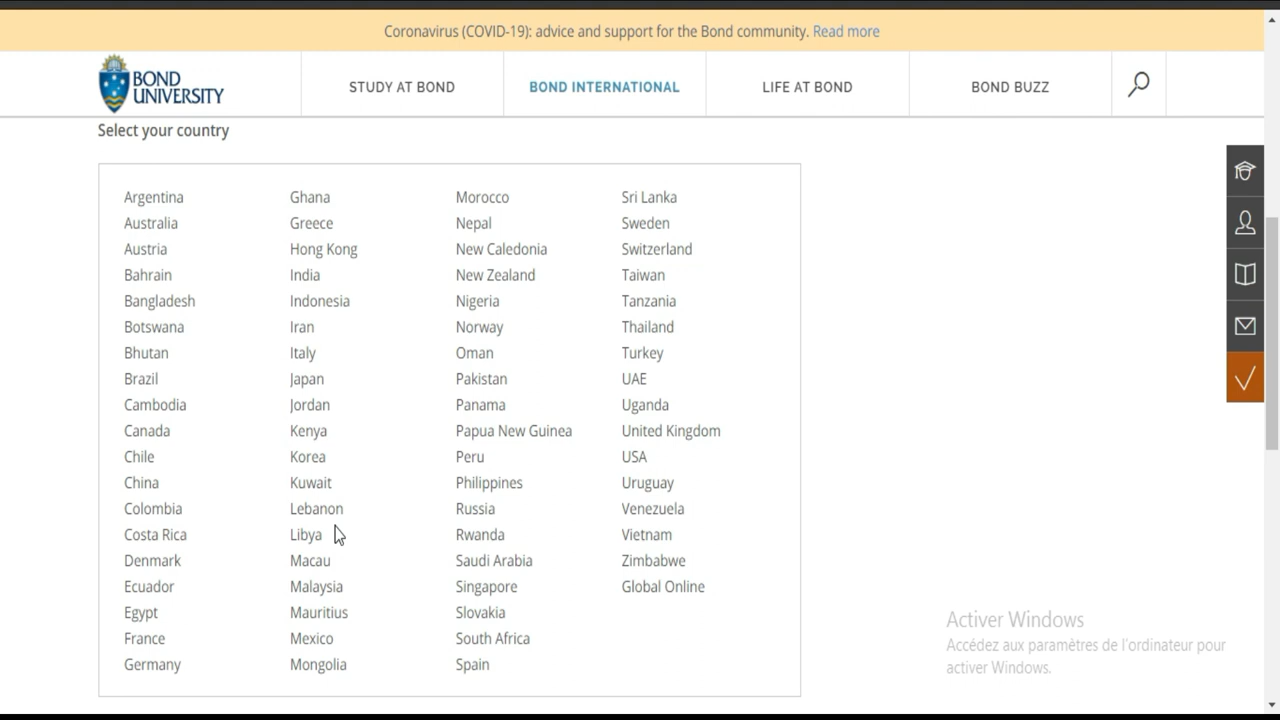 Coronavirus (COVID-19): advice and support for the Bond community. Read more
BOND UNIVERSITY
STUDY AT BOND
BOND INTERNATIONAL
LIFE AT BOND
BOND BUZZ
Select your country
Argentina
Australia
Austria
Bahrain
Bangladesh
Botswana
Bhutan
Brazil
Cambodia
Canada
Chile
China
Colombia
Costa Rica
Denmark
Ecuador
Egypt
France
Germany
Ghana
Greece
Hong Kong
India
Indonesia
Iran
Italy
Japan
Jordan
Kenya
Korea
Kuwait
Lebanon
Libya
Macau
Malaysia
Mauritius
Mexico
Mongolia
Morocco
Nepal
New Caledonia
New Zealand
Nigeria
Norway
Oman
Pakistan
Panama
Papua New Guinea
Peru
Philippines
Russia
Rwanda
Saudi Arabia
Singapore
Slovakia
South Africa
Spain
Sri Lanka
Sweden
Switzerland
Taiwan
Tanzania
Thailand
Turkey
UAE
Uganda
United Kingdom
USA
Uruguay
Venezuela
Vietnam
Zimbabwe
Global Online
Activer Windows
Accédez aux paramètres de l'ordinateur pour
activer Windows.